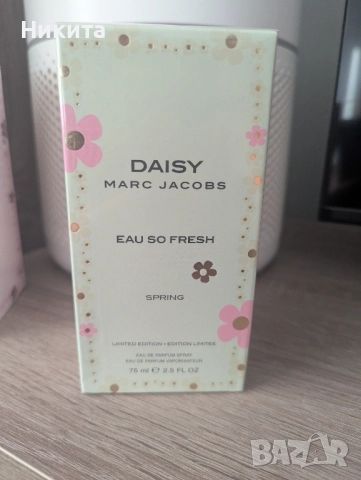 Никита
DAISY
MARC JACOBS
EAU SO FRESH
SPRING
LIMITED EDITION • EDITION LIMITEE
EAU DE PARFUM SPRAY
EAU DE PARFUM VAPORISATEUR
75 ml ℮ 2.5 FL OZ
BAZAR